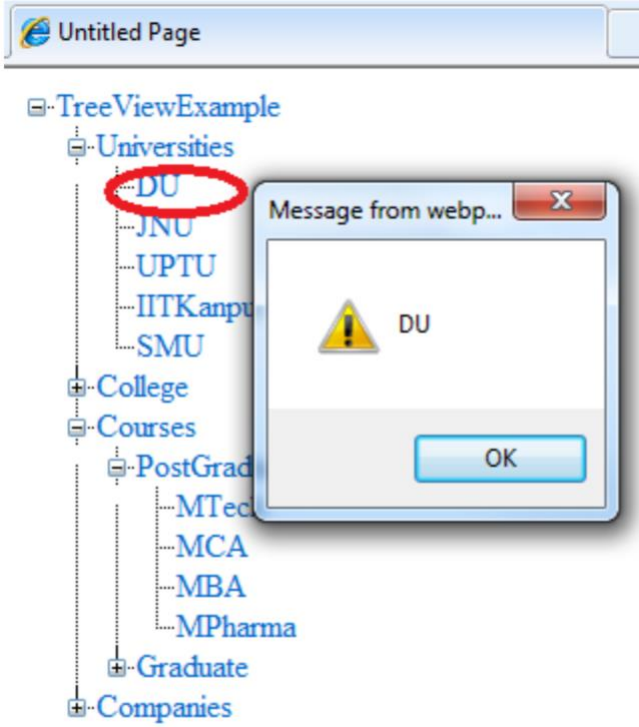 Untitled Page
TreeViewExample
Universities
DU
JNU
UPTU
IITKanpu
SMU
College
Courses
PostGrad
MTec
MCA
MBA
MPharma
Graduate
Companies
Message from webp...
DU
OK